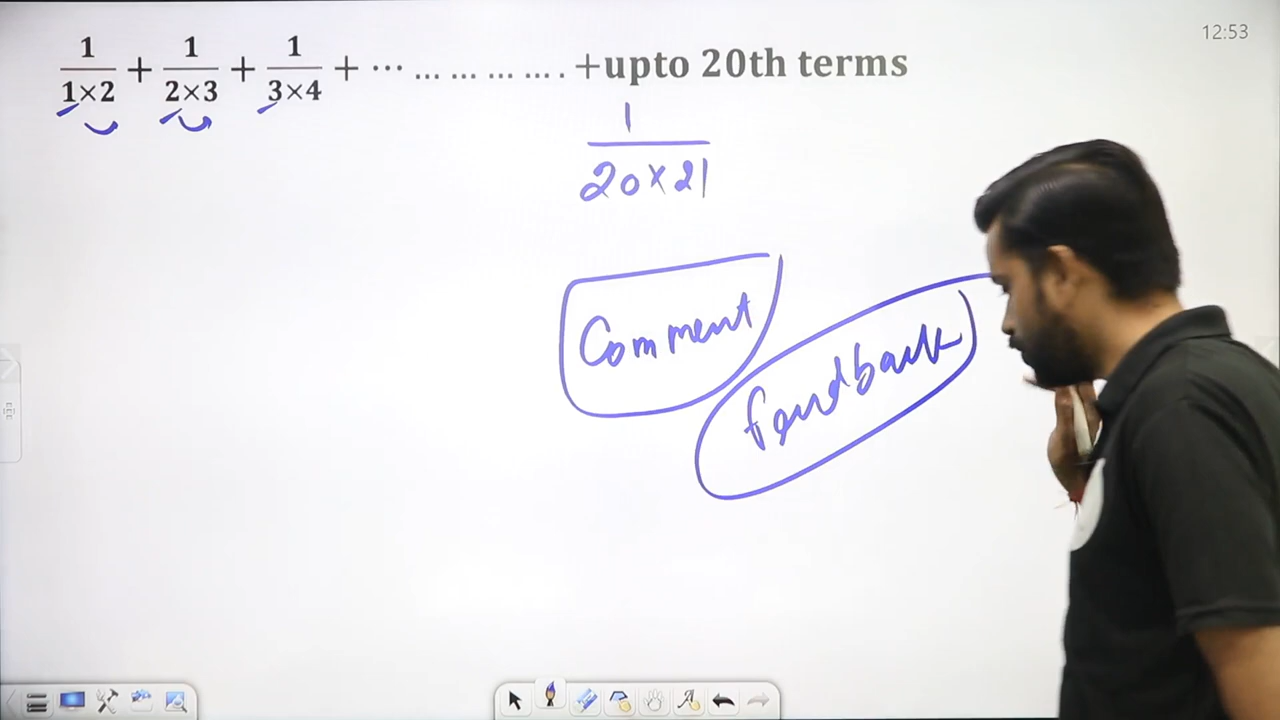 12:53
1/1×2 + 1/2×3 + 1/3×4 + ⋯ … … … …. +upto 20th terms
1/20×21
Comment
feedback